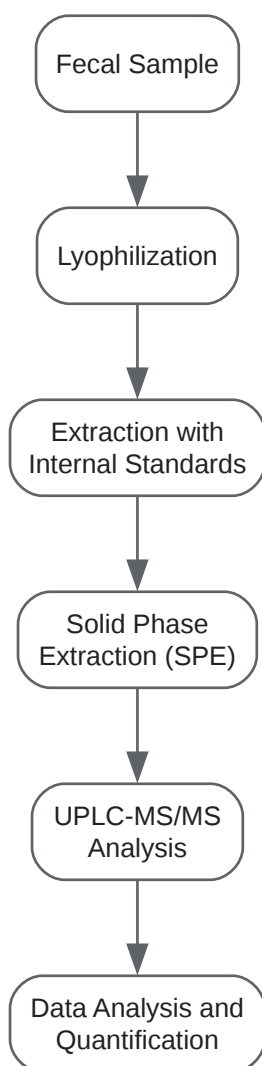 Fecal Sample
Lyophilization
Extraction with
Internal Standards
Solid Phase
Extraction (SPE)
UPLC-MS/MS
Analysis
Data Analysis and
Quantification